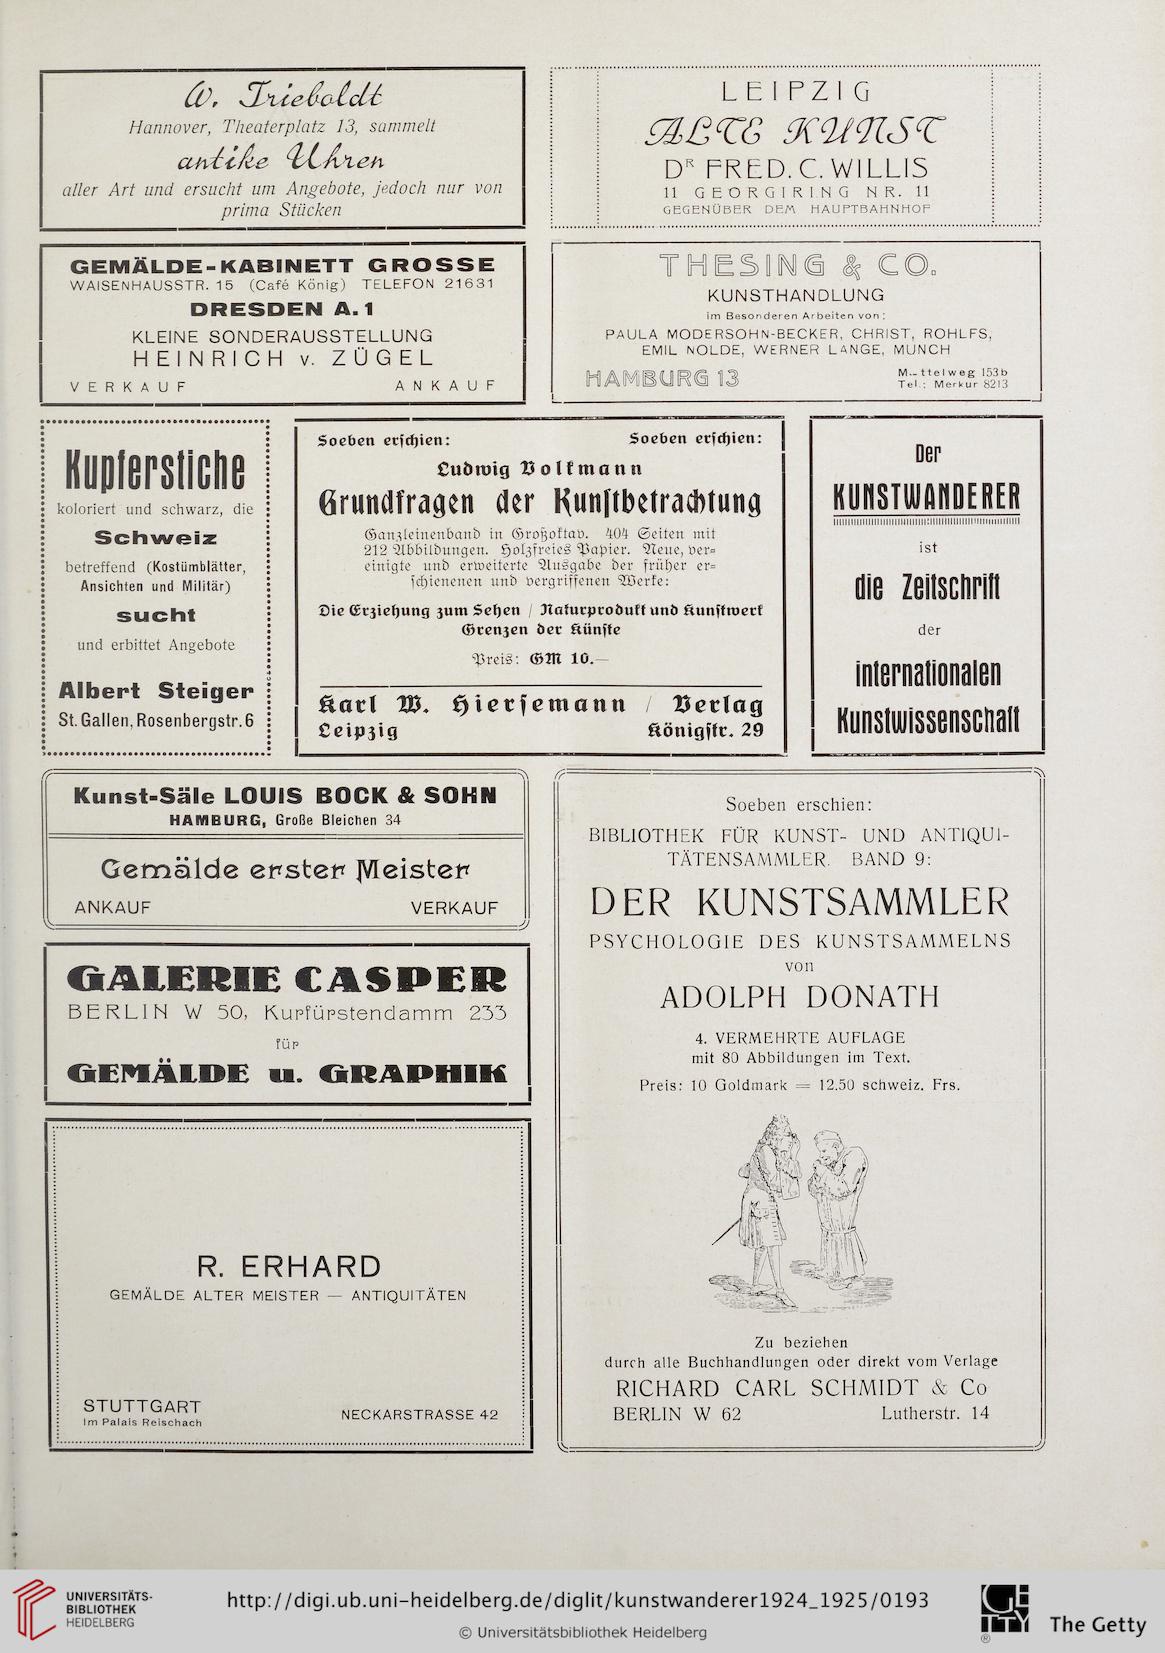 W. Trieboldt
Hannover, Theaterplatz 13, sammelt
antike Uhren
aller Art und ersucht um Angebote, jedoch nur von
prima Stücken
LEIPZIG
ALTE KUNST
DR FRED. C. WILLIS
11 GEORGIRING NR. 11
GEGENÜBER DEM HAUPTBAHNHOF
GEMÄLDE-KABINETT GROSSE
WAISENHAUSSTR. 15 (Café König) TELEFON 21631
DRESDEN A. 1
KLEINE SONDERAUSSTELLUNG
HEINRICH v. ZÜGEL
VERKAUF ANKAUF
THESING & CO.
KUNSTHANDLUNG
im Besonderen Arbeiten von:
PAULA MODERSOHN-BECKER, CHRIST, ROHLFS,
EMIL NOLDE, WERNER LANGE, MUNCH
HAMBURG 13
M..ttelweg 153b
Tel.: Merkur 8213
Kupferstiche
koloriert und schwarz, die
Schweiz
betreffend (Kostümblätter,
Ansichten und Militär)
sucht
und erbittet Angebote
Albert Steiger
St. Gallen, Rosenbergstr. 6
Soeben erschien: Soeben erschien:
Ludwig Volkmann
Grundfragen der Kunstbetrachtung
Ganzleinenband in Großoktav. 404 Seiten mit
212 Abbildungen. Holzfreies Papier. Neue, ver-
einigte und erweiterte Ausgabe der früher er-
schienenen und vergriffenen Werke:
Die Erziehung zum Sehen / Naturprodukt und Kunstwerk
Grenzen der Künste
Preis: GM 10.—
Karl W. Hiersemann / Verlag
Leipzig Königstr. 29
Der
KUNSTWANDERER
ist
die Zeitschrift
der
internationalen
Kunstwissenschaft
Kunst-Säle LOUIS BOCK & SOHN
HAMBURG, Große Bleichen 34
Gemälde erster Meister
ANKAUF VERKAUF
GALERIE CASPER
BERLIN W 50, Kurfürstendamm 233
für
GEMÄLDE u. GRAPHIK
R. ERHARD
GEMÄLDE ALTER MEISTER — ANTIQUITÄTEN
STUTTGART
Im Palais Reischach
NECKARSTRASSE 42
Soeben erschien:
BIBLIOTHEK FÜR KUNST- UND ANTIQUI-
TÄTENSAMMLER. BAND 9:
DER KUNSTSAMMLER
PSYCHOLOGIE DES KUNSTSAMMELNS
von
ADOLPH DONATH
4. VERMEHRTE AUFLAGE
mit 80 Abbildungen im Text.
Preis: 10 Goldmark = 12.50 schweiz. Frs.
Zu beziehen
durch alle Buchhandlungen oder direkt vom Verlage
RICHARD CARL SCHMIDT & Co
BERLIN W 62 Lutherstr. 14
UNIVERSITÄTS-
BIBLIOTHEK
HEIDELBERG
http://digi.ub.uni-heidelberg.de/diglit/kunstwanderer1924_1925/0193
© Universitätsbibliothek Heidelberg
GETTY
®
The Getty